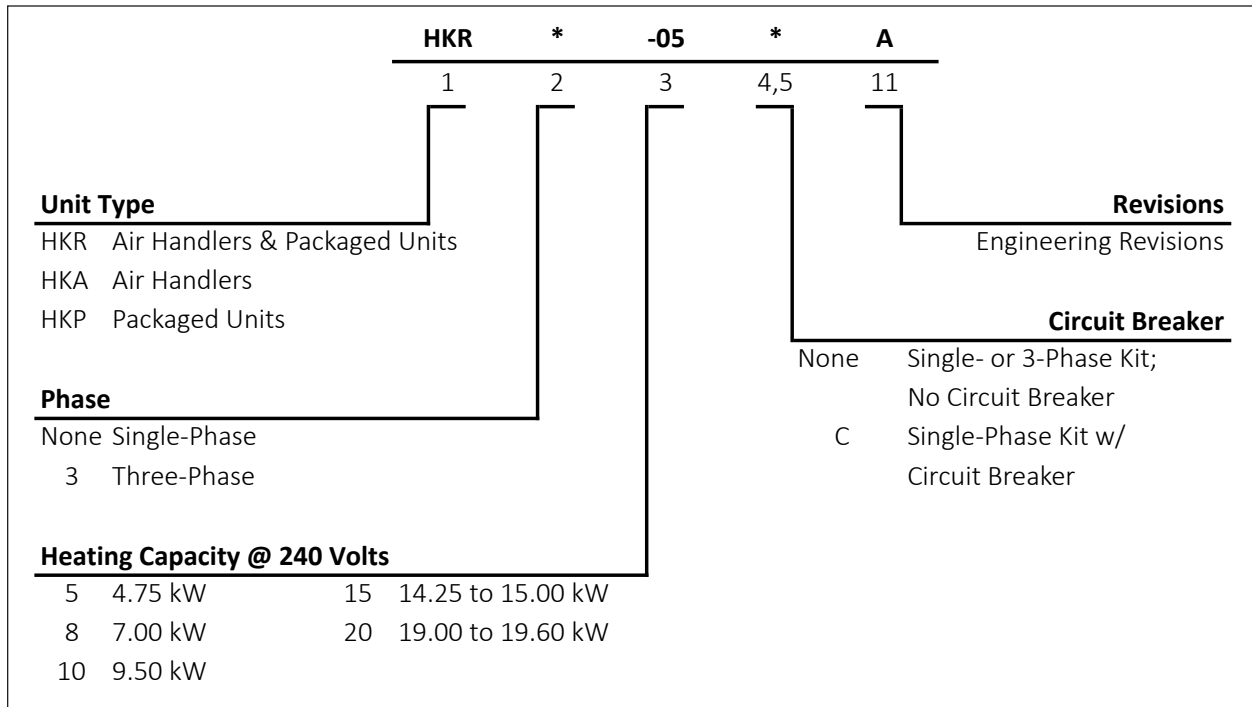 HKR * -05 * A
1 2 3 4,5 11
Unit Type
HKR Air Handlers & Packaged Units
HKA Air Handlers
HKP Packaged Units
Revisions
Engineering Revisions
Circuit Breaker
None Single- or 3-Phase Kit;
No Circuit Breaker
C Single-Phase Kit w/
Circuit Breaker
Phase
None Single-Phase
3 Three-Phase
Heating Capacity @ 240 Volts
5 4.75 kW 15 14.25 to 15.00 kW
8 7.00 kW 20 19.00 to 19.60 kW
10 9.50 kW